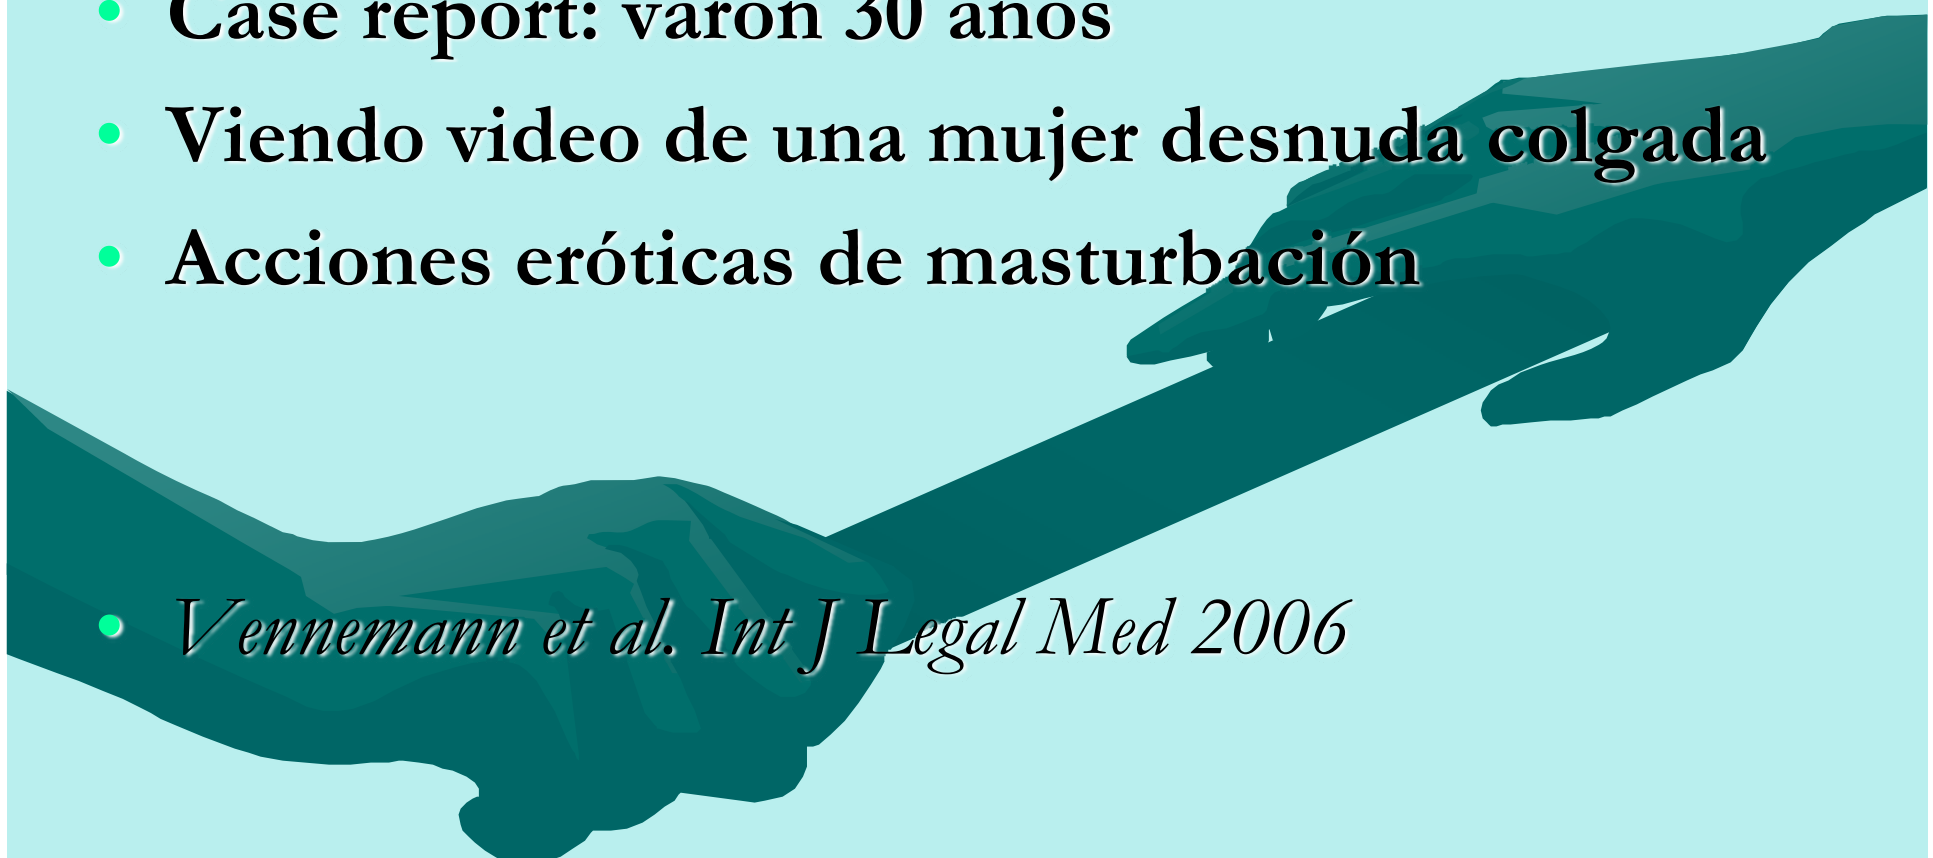 Case report: varón 30 años
Viendo video de una mujer desnuda colgada
Acciones eróticas de masturbación
Vennemann et al. Int J Legal Med 2006